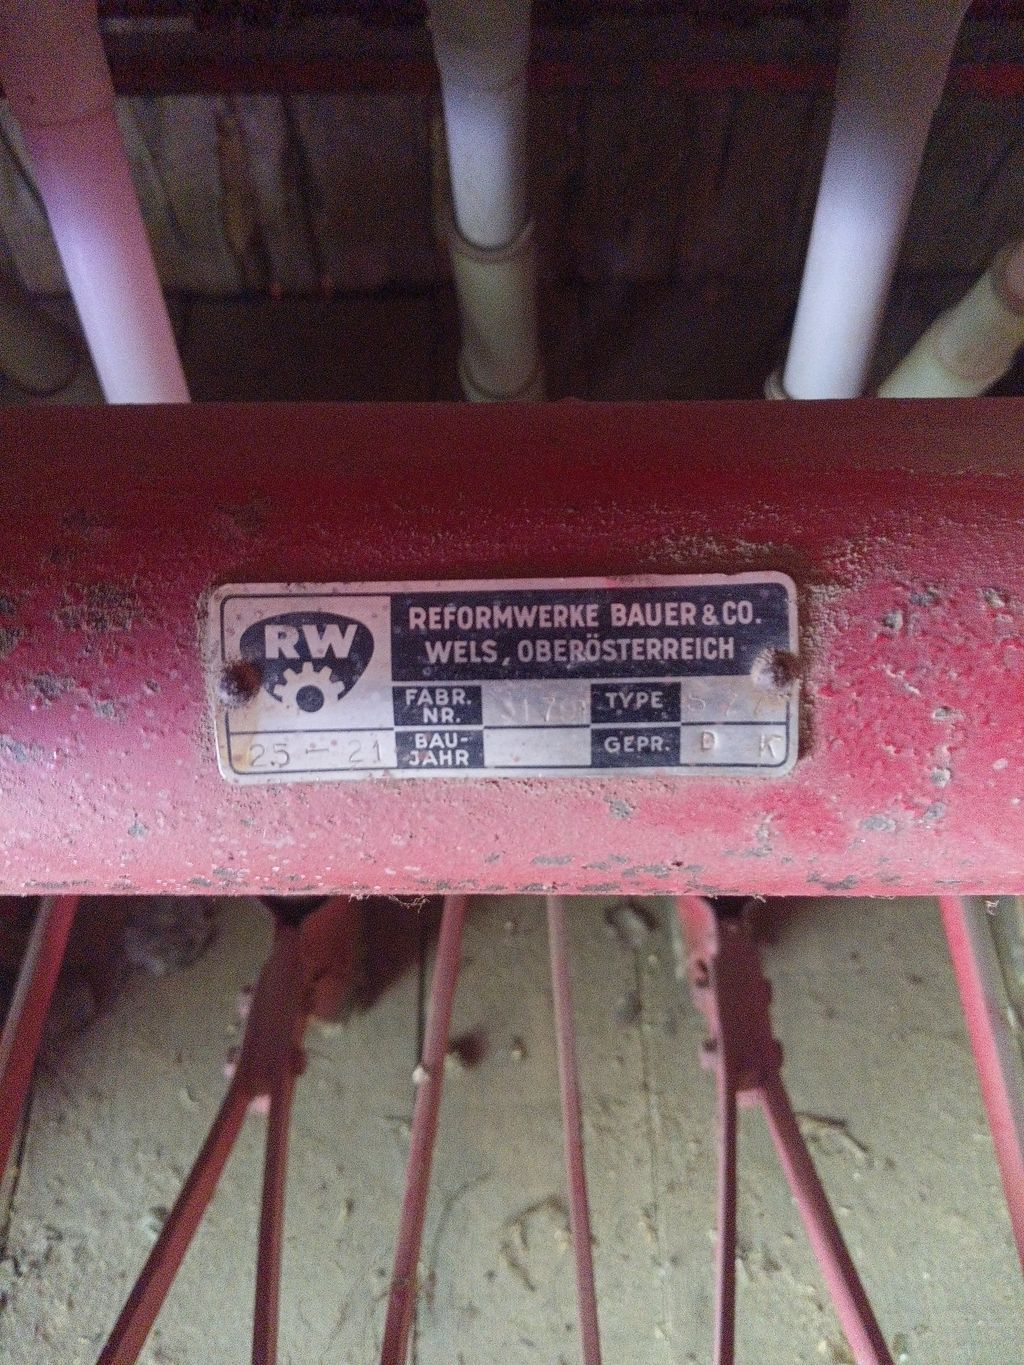 RW
REFORMWERKE BAUER & CO.
WELS, OBERÖSTERREICH
FABR. NR. TYPE
25 - 21 BAU-JAHR GEPR. D K